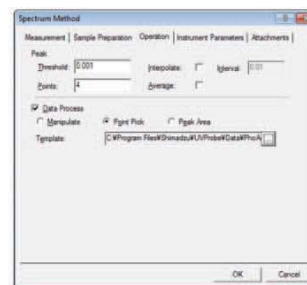 Spectrum Method
Measurement Sample Preparation Operation Instrument Parameters Attachments
Peak
Threshold: 0.001 Interpolate: Interval: 0.01
Points: 4 Average:
Data Process
Manipulate Point Pick Peak Area
Template: C:¥Program Files¥Shimadzu¥UVProbe¥Data¥PhoA ...
OK Cancel